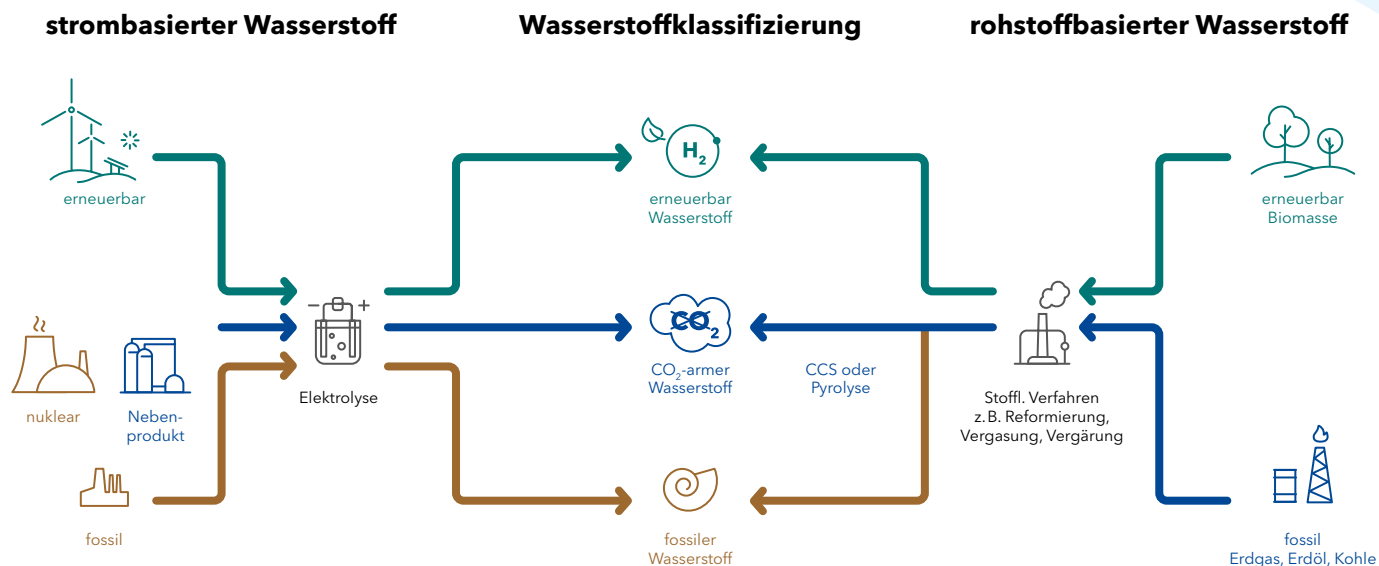 strombasierter Wasserstoff
Wasserstoffklassifizierung
rohstoffbasierter Wasserstoff
erneuerbar
H2
erneuerbar
Wasserstoff
erneuerbar
Biomasse
nuklear
Neben-
produkt
− +
Elektrolyse
CO2
CO2-armer
Wasserstoff
CCS oder
Pyrolyse
Stoffl. Verfahren
z.B. Reformierung,
Vergasung, Vergärung
fossil
fossiler
Wasserstoff
fossil
Erdgas, Erdöl, Kohle